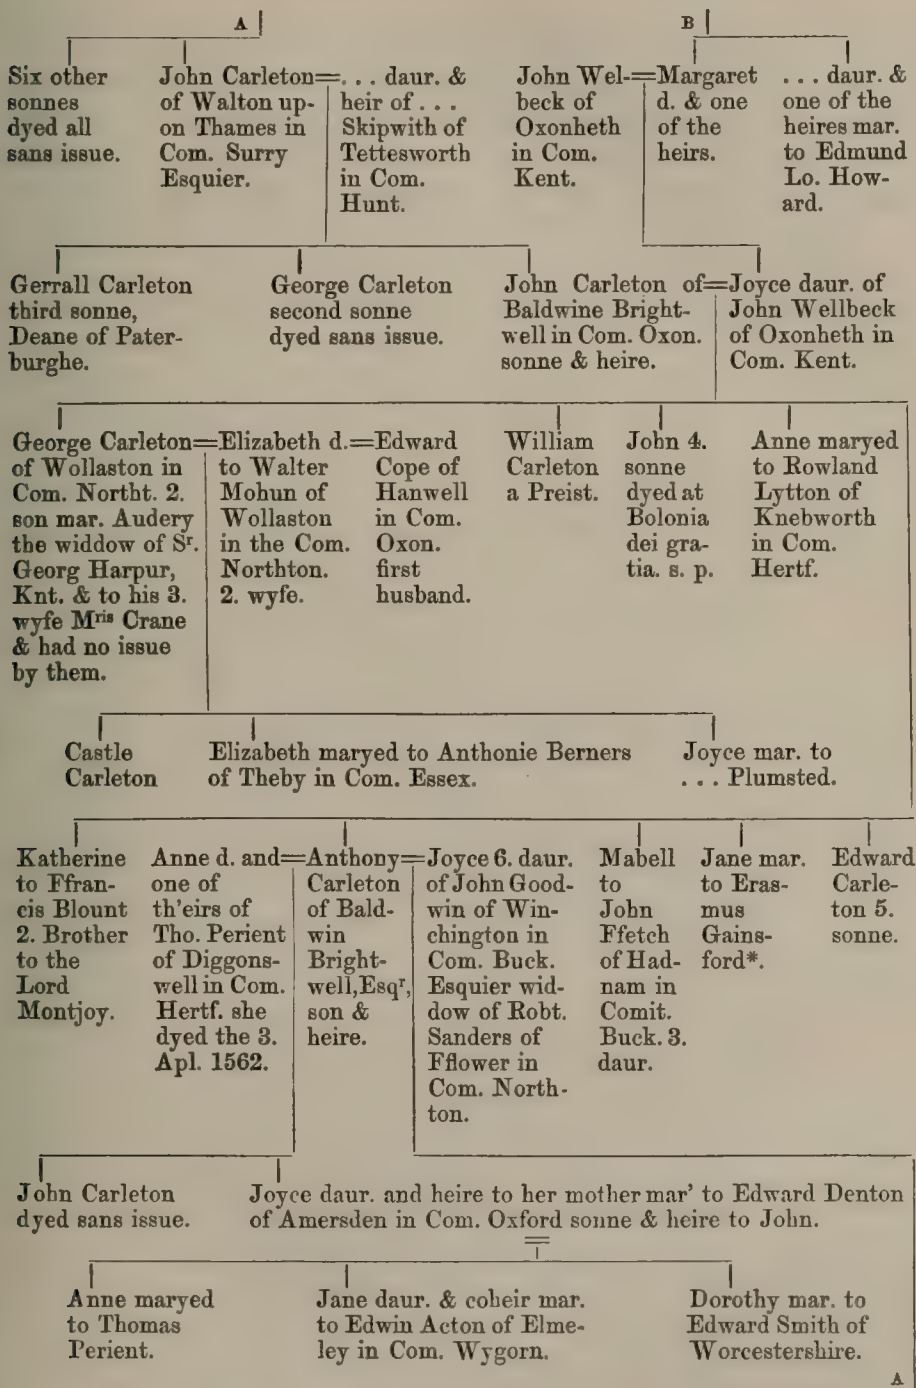 A
B
Six other
sonnes
dyed all
sans issue.
John Carleton=
of Walton up-
on Thames in
Com. Surry
Esquier.
. . . daur. &
heir of . . .
Skipwith of
Tettesworth
in Com.
Hunt.
John Wel-=
beck of
Oxonheth
in Com.
Kent.
Margaret
d. & one
of the
heirs.
. . . daur. &
one of the
heires mar.
to Edmund
Lo. How-
ard.
Gerrall Carleton
third sonne,
Deane of Pater-
burghe.
George Carleton
second sonne
dyed sans issue.
John Carleton of=
Baldwine Bright-
well in Com. Oxon.
sonne & heire.
Joyce daur. of
John Wellbeck
of Oxonheth in
Com. Kent.
George Carleton=
of Wollaston in
Com. Northt. 2.
son mar. Audery
the widdow of Sr.
Georg Harpur,
Knt. & to his 3.
wyfe Mris Crane
& had no issue
by them.
Elizabeth d.=
to Walter
Mohun of
Wollaston
in the Com.
Northton.
2. wyfe.
Edward
Cope of
Hanwell
in Com.
Oxon.
first
husband.
William
Carleton
a Preist.
John 4.
sonne
dyed at
Bolonia
dei gra-
tia. s. p.
Anne maryed
to Rowland
Lytton of
Knebworth
in Com.
Hertf.
Castle
Carleton
Elizabeth maryed to Anthonie Berners
of Theby in Com. Essex.
Joyce mar. to
. . . Plumsted.
Katherine
to Ffran-
cis Blount
2. Brother
to the
Lord
Montjoy.
Anne d. and=
one of
th'eirs of
Tho. Perient
of Diggons-
well in Com.
Hertf. she
dyed the 3.
Apl. 1562.
Anthony=
Carleton
of Bald-
win
Bright-
well, Esqr,
son &
heire.
Joyce 6. daur.
of John Good-
win of Win-
chington in
Com. Buck.
Esquier wid-
dow of Robt.
Sanders of
Fflower in
Com. North-
ton.
Mabell
to
John
Ffetch
of Had-
nam in
Comit.
Buck. 3.
daur.
Jane mar.
to Eras-
mus
Gains-
ford*.
Edward
Carle-
ton 5.
sonne.
John Carleton
dyed sans issue.
Joyce daur. and heire to her mother mar' to Edward Denton
of Amersden in Com. Oxford sonne & heire to John.
Anne maryed
to Thomas
Perient.
Jane daur. & coheir mar.
to Edwin Acton of Elme-
ley in Com. Wygorn.
Dorothy mar. to
Edward Smith of
Worcestershire.
A